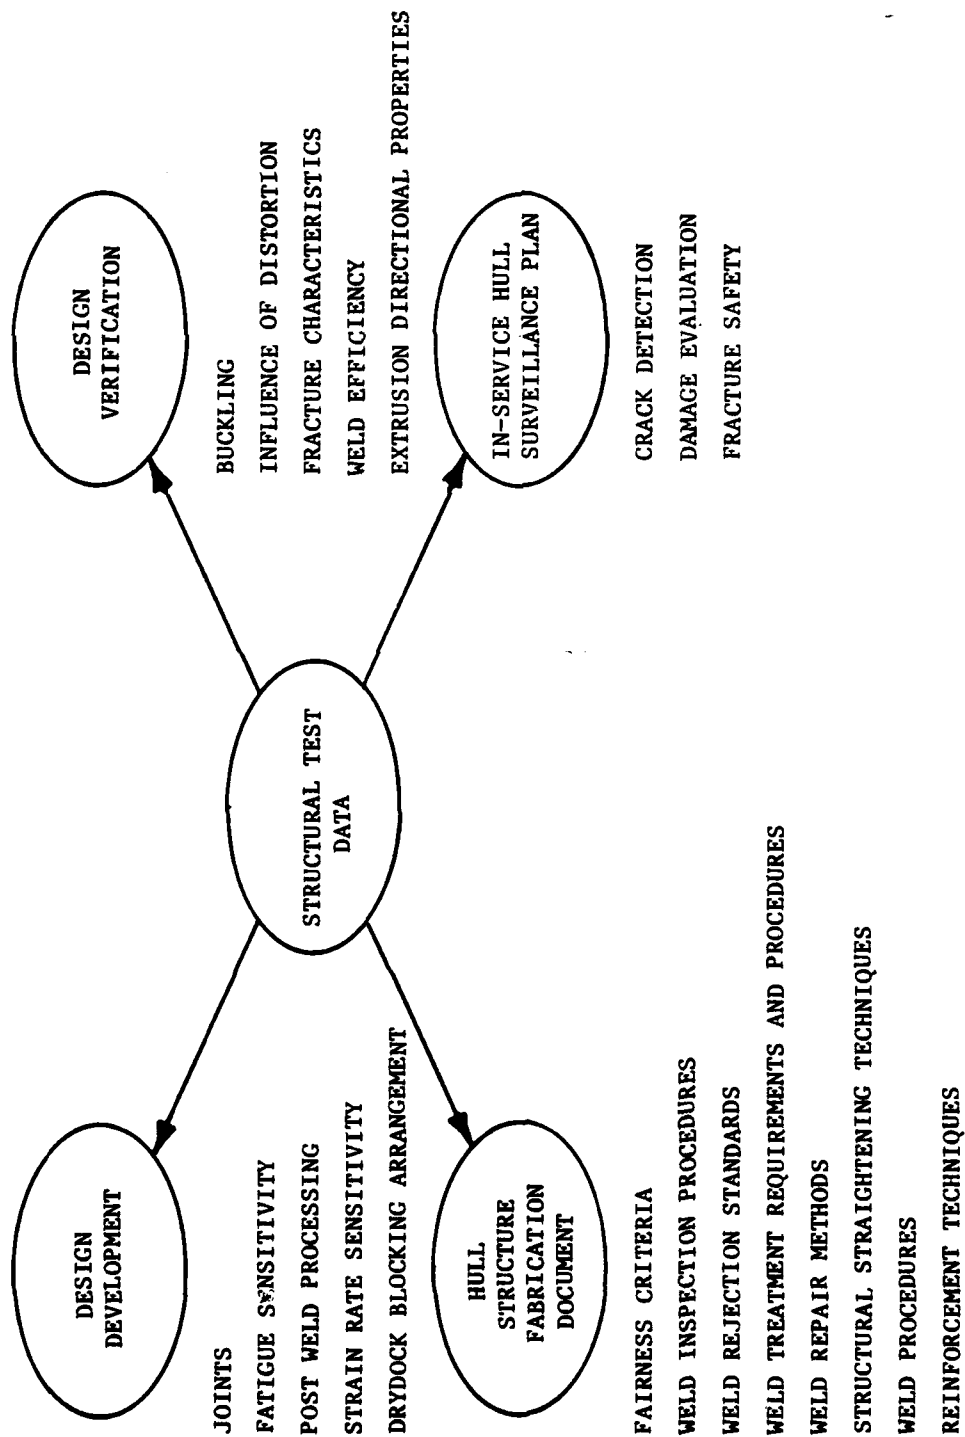 DESIGN
DEVELOPMENT
JOINTS
FATIGUE SENSITIVITY
POST WELD PROCESSING
STRAIN RATE SENSITIVITY
DRYDOCK BLOCKING ARRANGEMENT
DESIGN
VERIFICATION
BUCKLING
INFLUENCE OF DISTORTION
FRACTURE CHARACTERISTICS
WELD EFFICIENCY
EXTRUSION DIRECTIONAL PROPERTIES
STRUCTURAL TEST
DATA
HULL
STRUCTURE
FABRICATION
DOCUMENT
FAIRNESS CRITERIA
WELD INSPECTION PROCEDURES
WELD REJECTION STANDARDS
WELD TREATMENT REQUIREMENTS AND PROCEDURES
WELD REPAIR METHODS
STRUCTURAL STRAIGHTENING TECHNIQUES
WELD PROCEDURES
REINFORCEMENT TECHNIQUES
IN-SERVICE HULL
SURVEILLANCE PLAN
CRACK DETECTION
DAMAGE EVALUATION
FRACTURE SAFETY